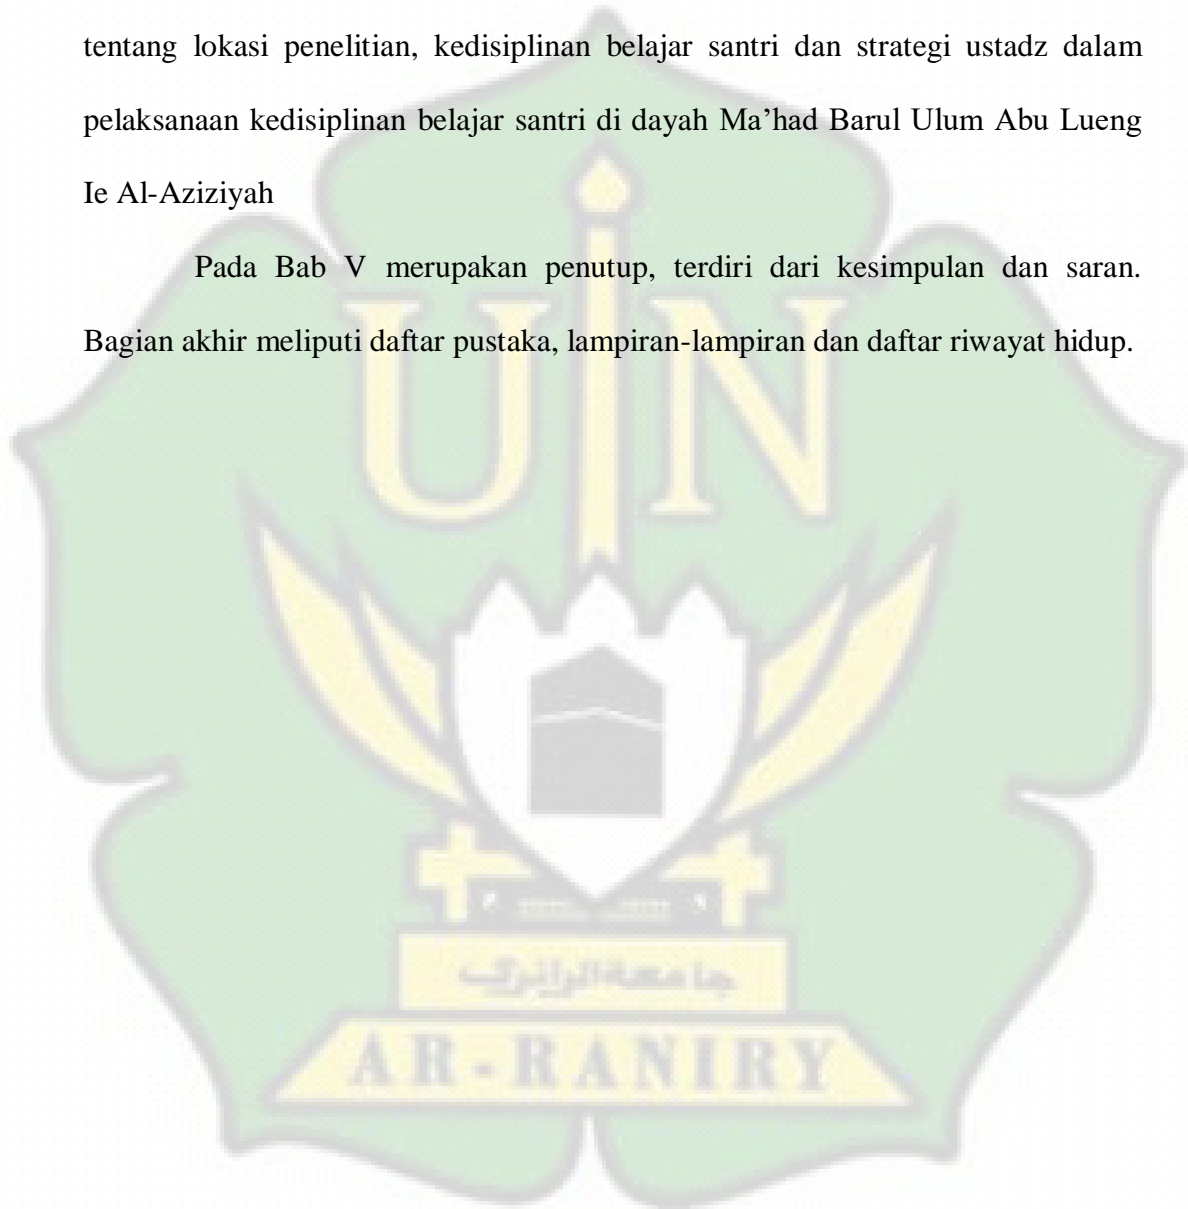 tentang lokasi penelitian, kedisiplinan belajar santri dan strategi ustadz dalam
pelaksanaan kedisiplinan belajar santri di dayah Ma’had Barul Ulum Abu Lueng
Ie Al-Aziziyah
Pada Bab V merupakan penutup, terdiri dari kesimpulan dan saran.
Bagian akhir meliputi daftar pustaka, lampiran-lampiran dan daftar riwayat hidup.
UIN
جامعةالرانري
AR-RANIRY